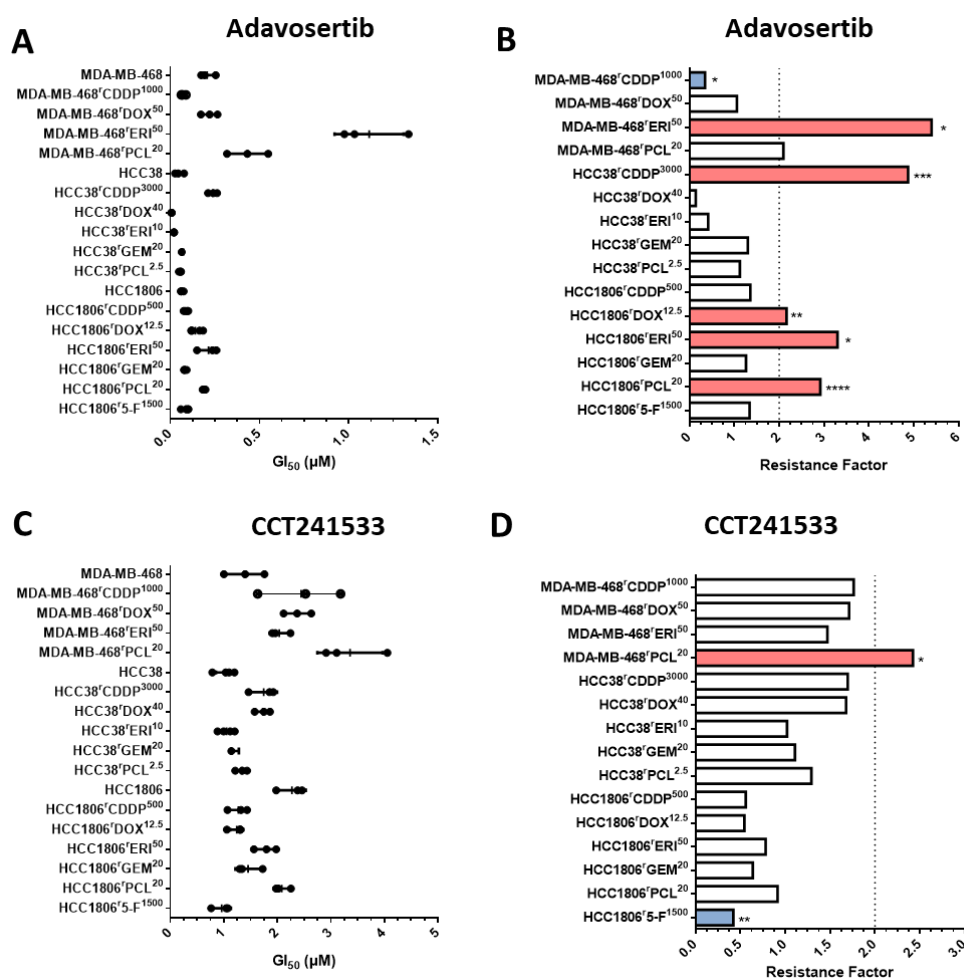 A
Adavosertib
MDA-MB-468
MDA-MB-468ʳCDDP¹⁰⁰⁰
MDA-MB-468ʳDOX⁵⁰
MDA-MB-468ʳERI⁵⁰
MDA-MB-468ʳPCL²⁰
HCC38
HCC38ʳCDDP³⁰⁰⁰
HCC38ʳDOX⁴⁰
HCC38ʳERI¹⁰
HCC38ʳGEM²⁰
HCC38ʳPCL²·⁵
HCC1806
HCC1806ʳCDDP⁵⁰⁰
HCC1806ʳDOX¹²·⁵
HCC1806ʳERI⁵⁰
HCC1806ʳGEM²⁰
HCC1806ʳPCL²⁰
HCC1806ʳ5-F¹⁵⁰⁰
0.0 0.5 1.0 1.5
GI₅₀ (µM)
B
Adavosertib
MDA-MB-468ʳCDDP¹⁰⁰⁰ *
MDA-MB-468ʳDOX⁵⁰
MDA-MB-468ʳERI⁵⁰ *
MDA-MB-468ʳPCL²⁰
HCC38ʳCDDP³⁰⁰⁰ ***
HCC38ʳDOX⁴⁰
HCC38ʳERI¹⁰
HCC38ʳGEM²⁰
HCC38ʳPCL²·⁵
HCC1806ʳCDDP⁵⁰⁰
HCC1806ʳDOX¹²·⁵ **
HCC1806ʳERI⁵⁰ *
HCC1806ʳGEM²⁰
HCC1806ʳPCL²⁰ ****
HCC1806ʳ5-F¹⁵⁰⁰
0 1 2 3 4 5 6
Resistance Factor
C
CCT241533
MDA-MB-468
MDA-MB-468ʳCDDP¹⁰⁰⁰
MDA-MB-468ʳDOX⁵⁰
MDA-MB-468ʳERI⁵⁰
MDA-MB-468ʳPCL²⁰
HCC38
HCC38ʳCDDP³⁰⁰⁰
HCC38ʳDOX⁴⁰
HCC38ʳERI¹⁰
HCC38ʳGEM²⁰
HCC38ʳPCL²·⁵
HCC1806
HCC1806ʳCDDP⁵⁰⁰
HCC1806ʳDOX¹²·⁵
HCC1806ʳERI⁵⁰
HCC1806ʳGEM²⁰
HCC1806ʳPCL²⁰
HCC1806ʳ5-F¹⁵⁰⁰
0 1 2 3 4 5
GI₅₀ (µM)
D
CCT241533
MDA-MB-468ʳCDDP¹⁰⁰⁰
MDA-MB-468ʳDOX⁵⁰
MDA-MB-468ʳERI⁵⁰
MDA-MB-468ʳPCL²⁰ *
HCC38ʳCDDP³⁰⁰⁰
HCC38ʳDOX⁴⁰
HCC38ʳERI¹⁰
HCC38ʳGEM²⁰
HCC38ʳPCL²·⁵
HCC1806ʳCDDP⁵⁰⁰
HCC1806ʳDOX¹²·⁵
HCC1806ʳERI⁵⁰
HCC1806ʳGEM²⁰
HCC1806ʳPCL²⁰
HCC1806ʳ5-F¹⁵⁰⁰ **
0.0 0.5 1.0 1.5 2.0 2.5 3.0
Resistance Factor